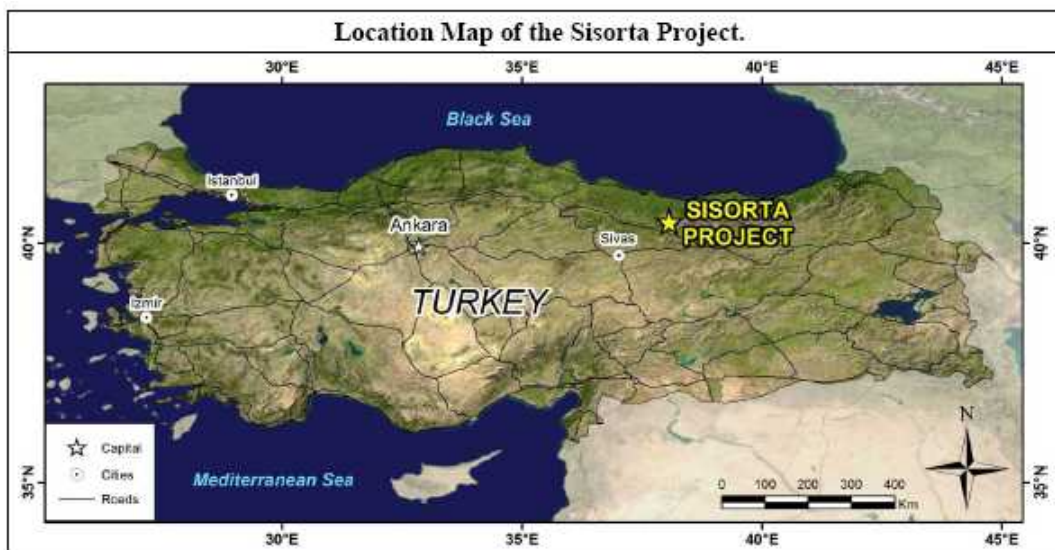 Location Map of the Sisorta Project.
30°E 35°E 40°E 45°E
Black Sea
Istanbul
SISORTA
PROJECT
Ankara
Sivas
40°N 40°N
Izmir
TURKEY
N
Capital
Cities
Roads
Mediterranean Sea
35°N 35°N
0 100 200 300 400
Km
30°E 35°E 40°E 45°E